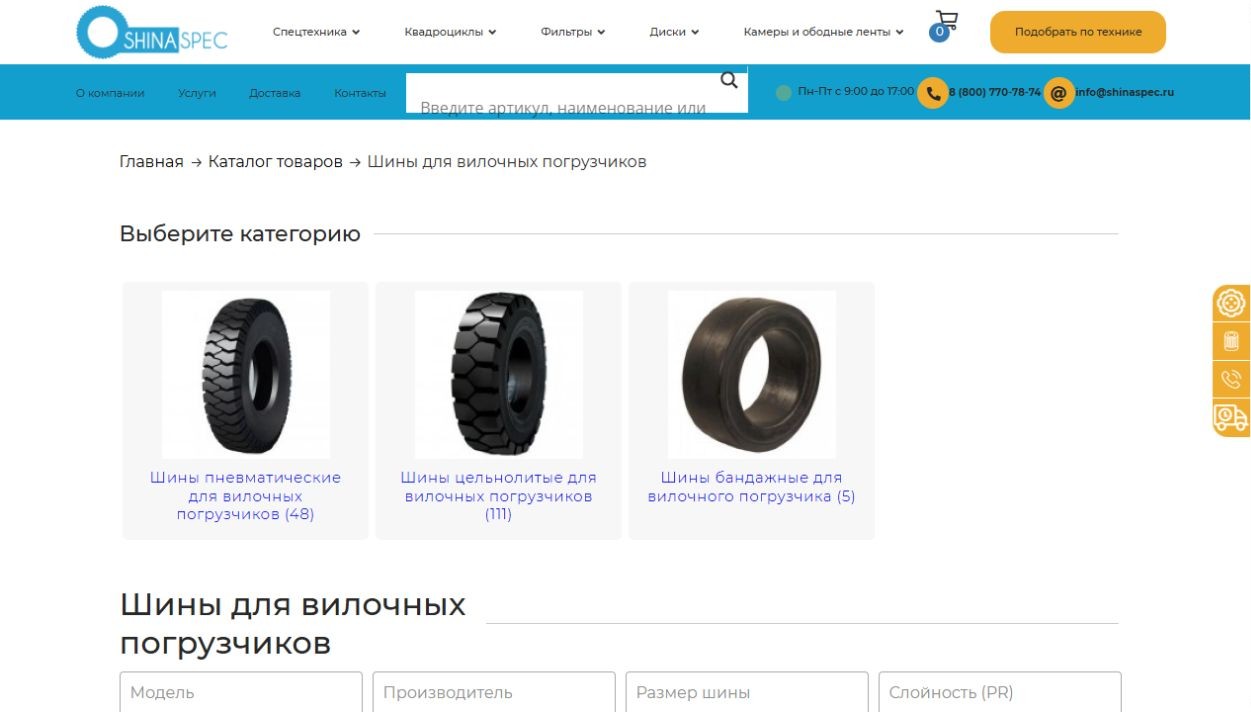 SHINASPEC
Спецтехника
Квадроциклы
Фильтры
Диски
Камеры и ободные ленты
0
Подобрать по технике
О компании
Услуги
Доставка
Контакты
Введите артикул, наименование или
Пн-Пт с 9:00 до 17:00
8 (800) 770-78-74
@
info@shinaspec.ru
Главная → Каталог товаров → Шины для вилочных погрузчиков
Выберите категорию
Шины пневматические
для вилочных
погрузчиков (48)
Шины цельнолитые для
вилочных погрузчиков
(111)
Шины бандажные для
вилочного погрузчика (5)
Шины для вилочных
погрузчиков
Модель
Производитель
Размер шины
Слойность (PR)